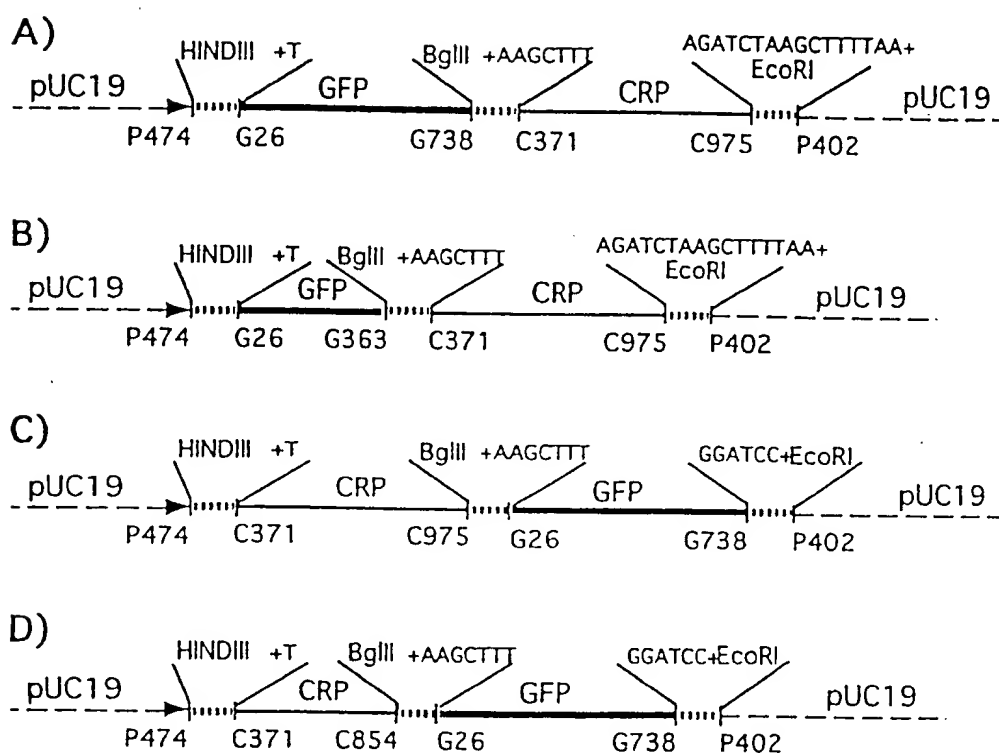 A)
HINDIII +T
BglII +AAGCTTT
AGATCTAAGCTTTTAA+
EcoRI
pUC19
GFP
CRP
pUC19
P474
G26
G738
C371
C975
P402
B)
HINDIII +T
BglII +AAGCTTT
AGATCTAAGCTTTTAA+
EcoRI
pUC19
GFP
CRP
pUC19
P474
G26
G363
C371
C975
P402
C)
HINDIII +T
BglII +AAGCTTT
GGATCC+EcoRI
pUC19
CRP
GFP
pUC19
P474
C371
C975
G26
G738
P402
D)
HINDIII +T
BglII +AAGCTTT
GGATCC+EcoRI
pUC19
CRP
GFP
pUC19
P474
C371
C854
G26
G738
P402